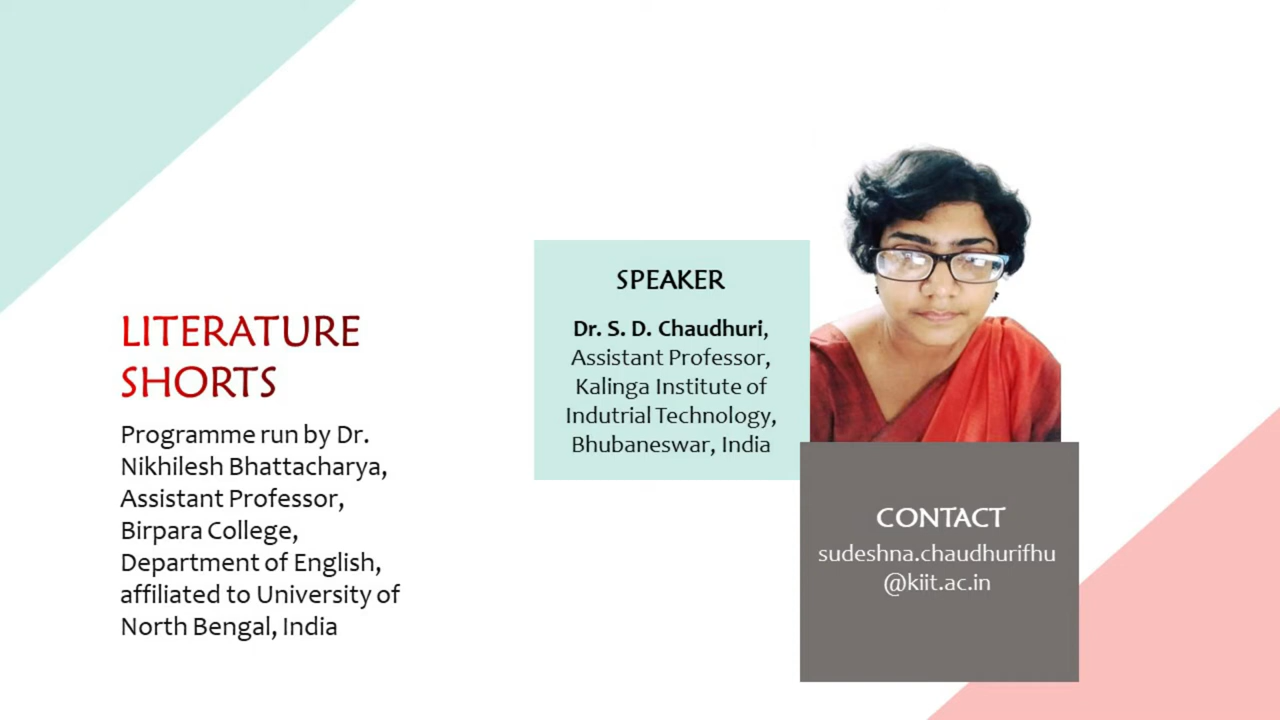 LITERATURE
SHORTS
Programme run by Dr.
Nikhilesh Bhattacharya,
Assistant Professor,
Birpara College,
Department of English,
affiliated to University of
North Bengal, India
SPEAKER
Dr. S. D. Chaudhuri,
Assistant Professor,
Kalinga Institute of
Indutrial Technology,
Bhubaneswar, India
CONTACT
sudeshna.chaudhurifhu
@kiit.ac.in